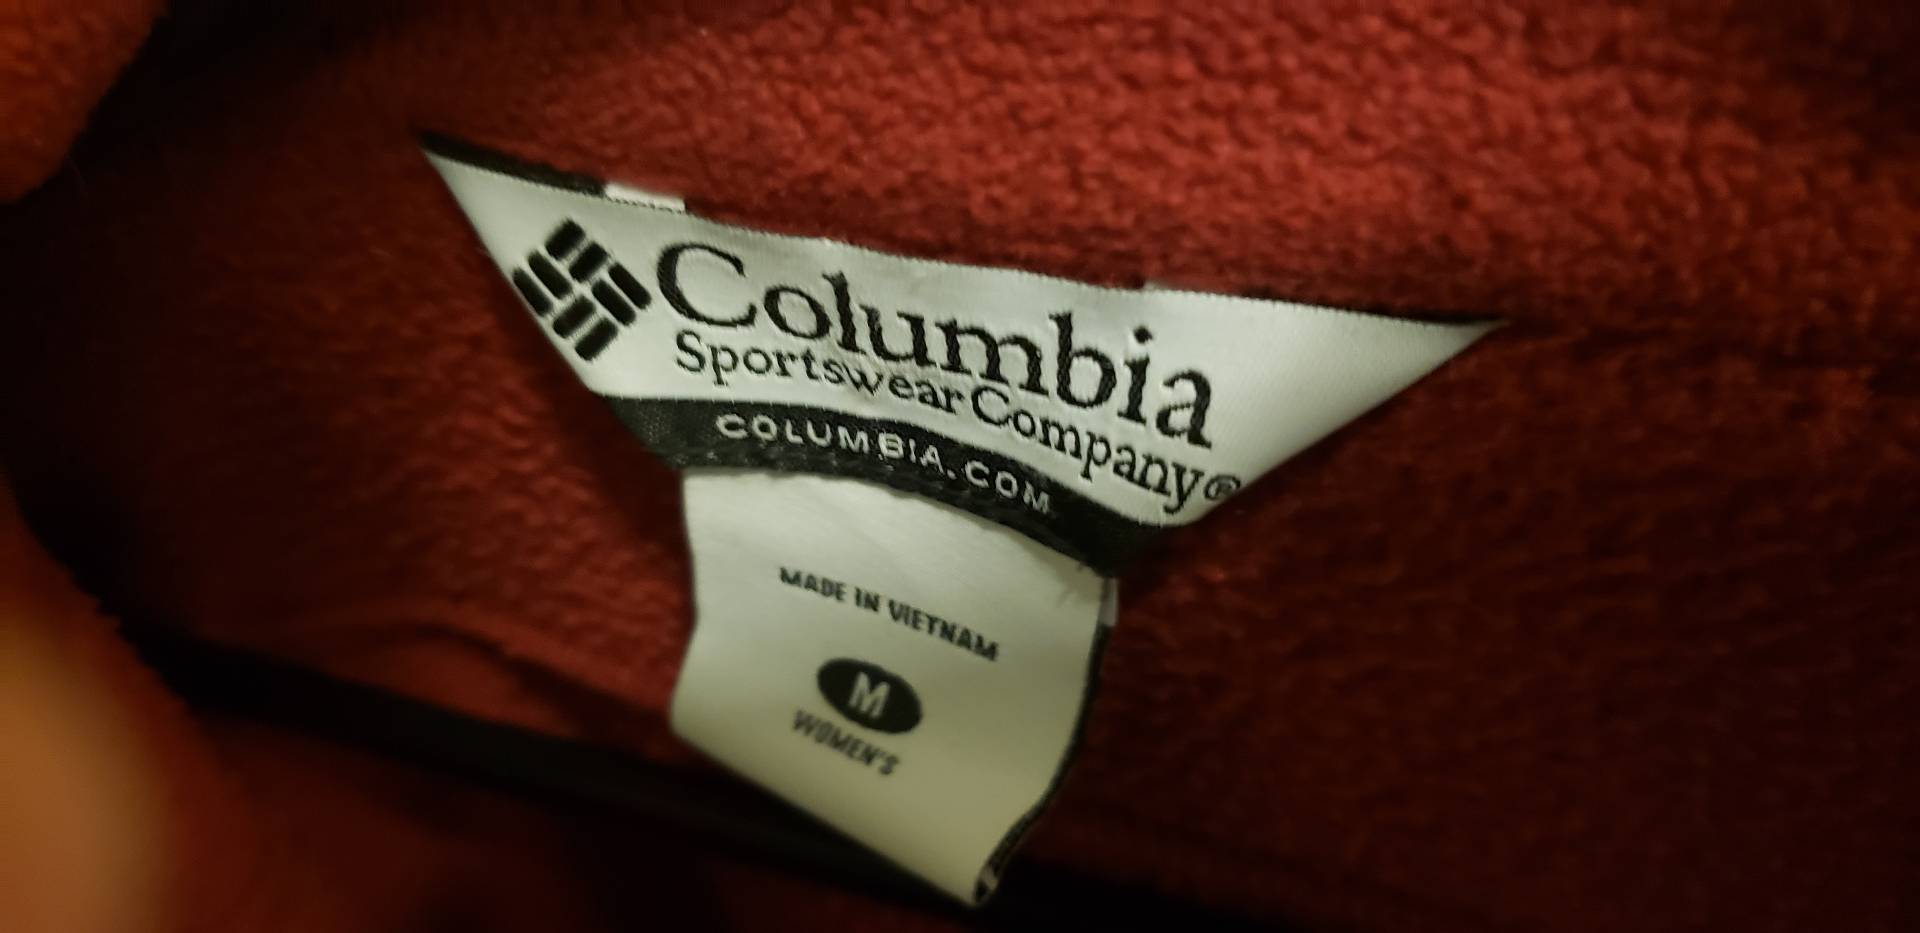 Columbia
Sportswear Company®
COLUMBIA.COM
MADE IN VIETNAM
M
WOMEN'S